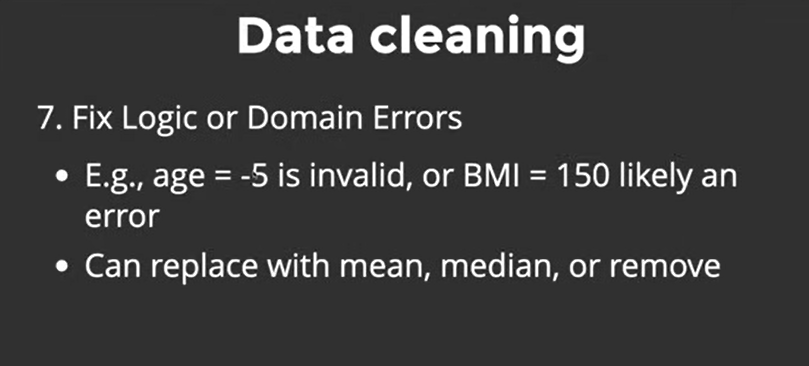 Data cleaning
7. Fix Logic or Domain Errors
• E.g., age = -5 is invalid, or BMI = 150 likely an
error
• Can replace with mean, median, or remove